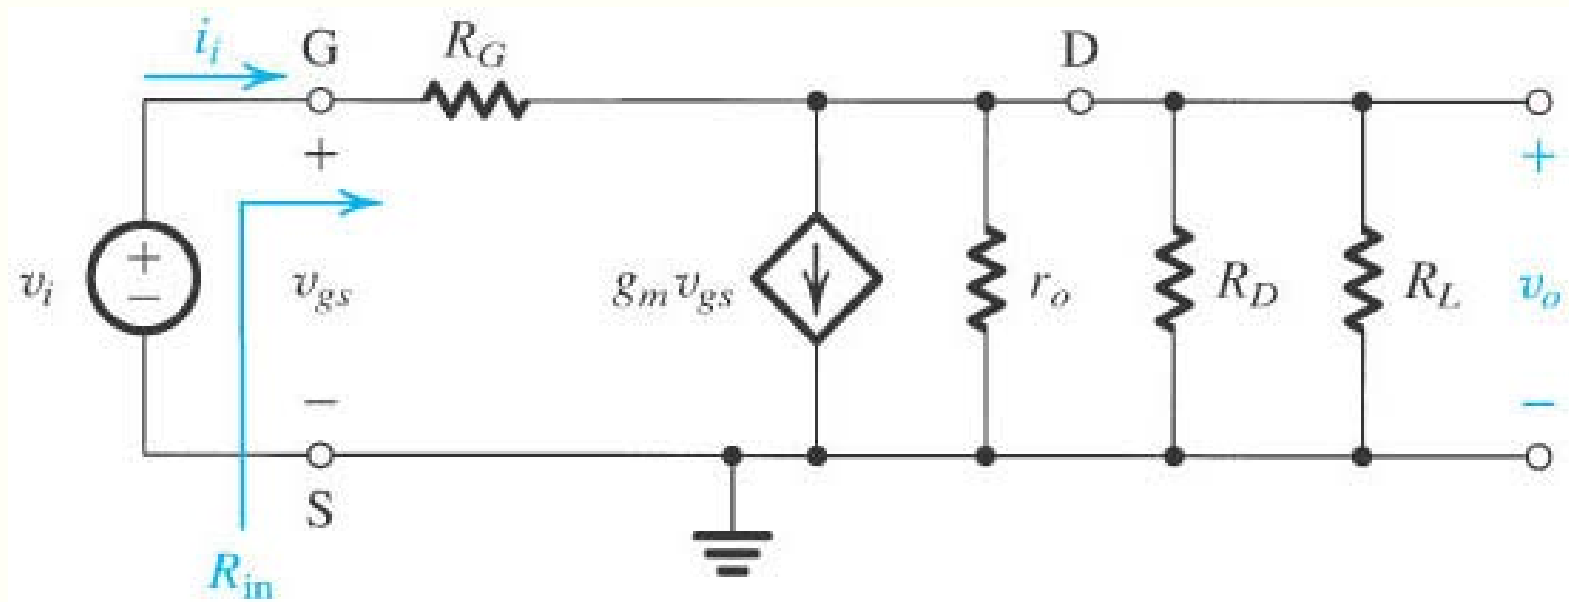 i_i
G
R_G
D
+
+
+
−
v_i
v_gs
g_m v_gs
r_o
R_D
R_L
v_o
−
−
S
R_in